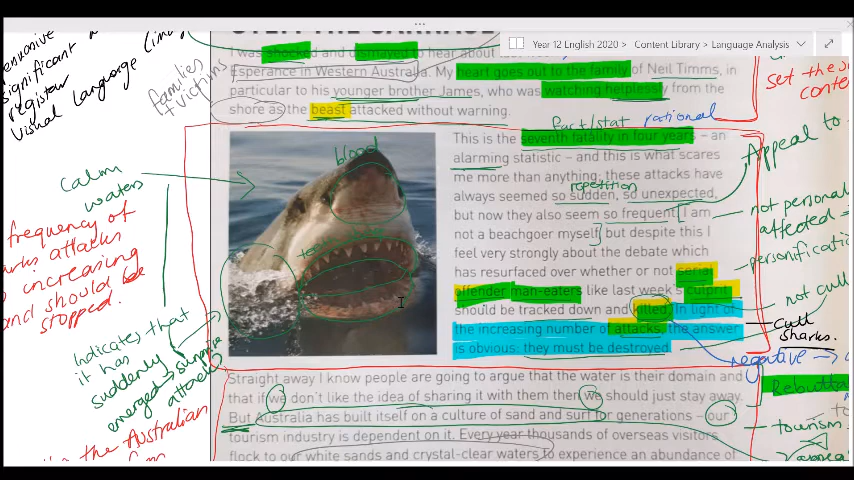 Year 12 English 2020 > Content Library > Language Analysis
I was shocked and dismayed to hear about
Esperance in Western Australia. My heart goes out to the family of Neil Timms, in
particular to his younger brother James, who was watching helplessly from the
shore as the beast attacked without warning.
This is the seventh fatality in four years – an
alarming statistic – and this is what scares
me more than anything; these attacks have
always seemed so sudden, so unexpected,
but now they also seem so frequent. I am
not a beachgoer myself, but despite this I
feel very strongly about the debate which
has resurfaced over whether or not serial
offender man-eaters like last week's culprit
should be tracked down and killed. In light of
the increasing number of attacks, the answer
is obvious: they must be destroyed.
Straight away I know people are going to argue that the water is their domain and
that if we don't like the idea of sharing it with them then we should just stay away.
But Australia has built itself on a culture of sand and surf for generations – our
tourism industry is dependent on it. Every year thousands of overseas visitors
flock to our white sands and crystal-clear waters to experience an abundance of
significant
register
visual language
families
+ victims
calm
waters
frequency of
attacks
increasing
and should be
stopped.
Indicates that
it has
suddenly
emerged → surprise
attack
the Australian
blood
Fact/stat rational
repetition
set the
Appeal to
not personal
affected =
personification
not cull
cull
sharks.
negative →
Rebuttal
tourism